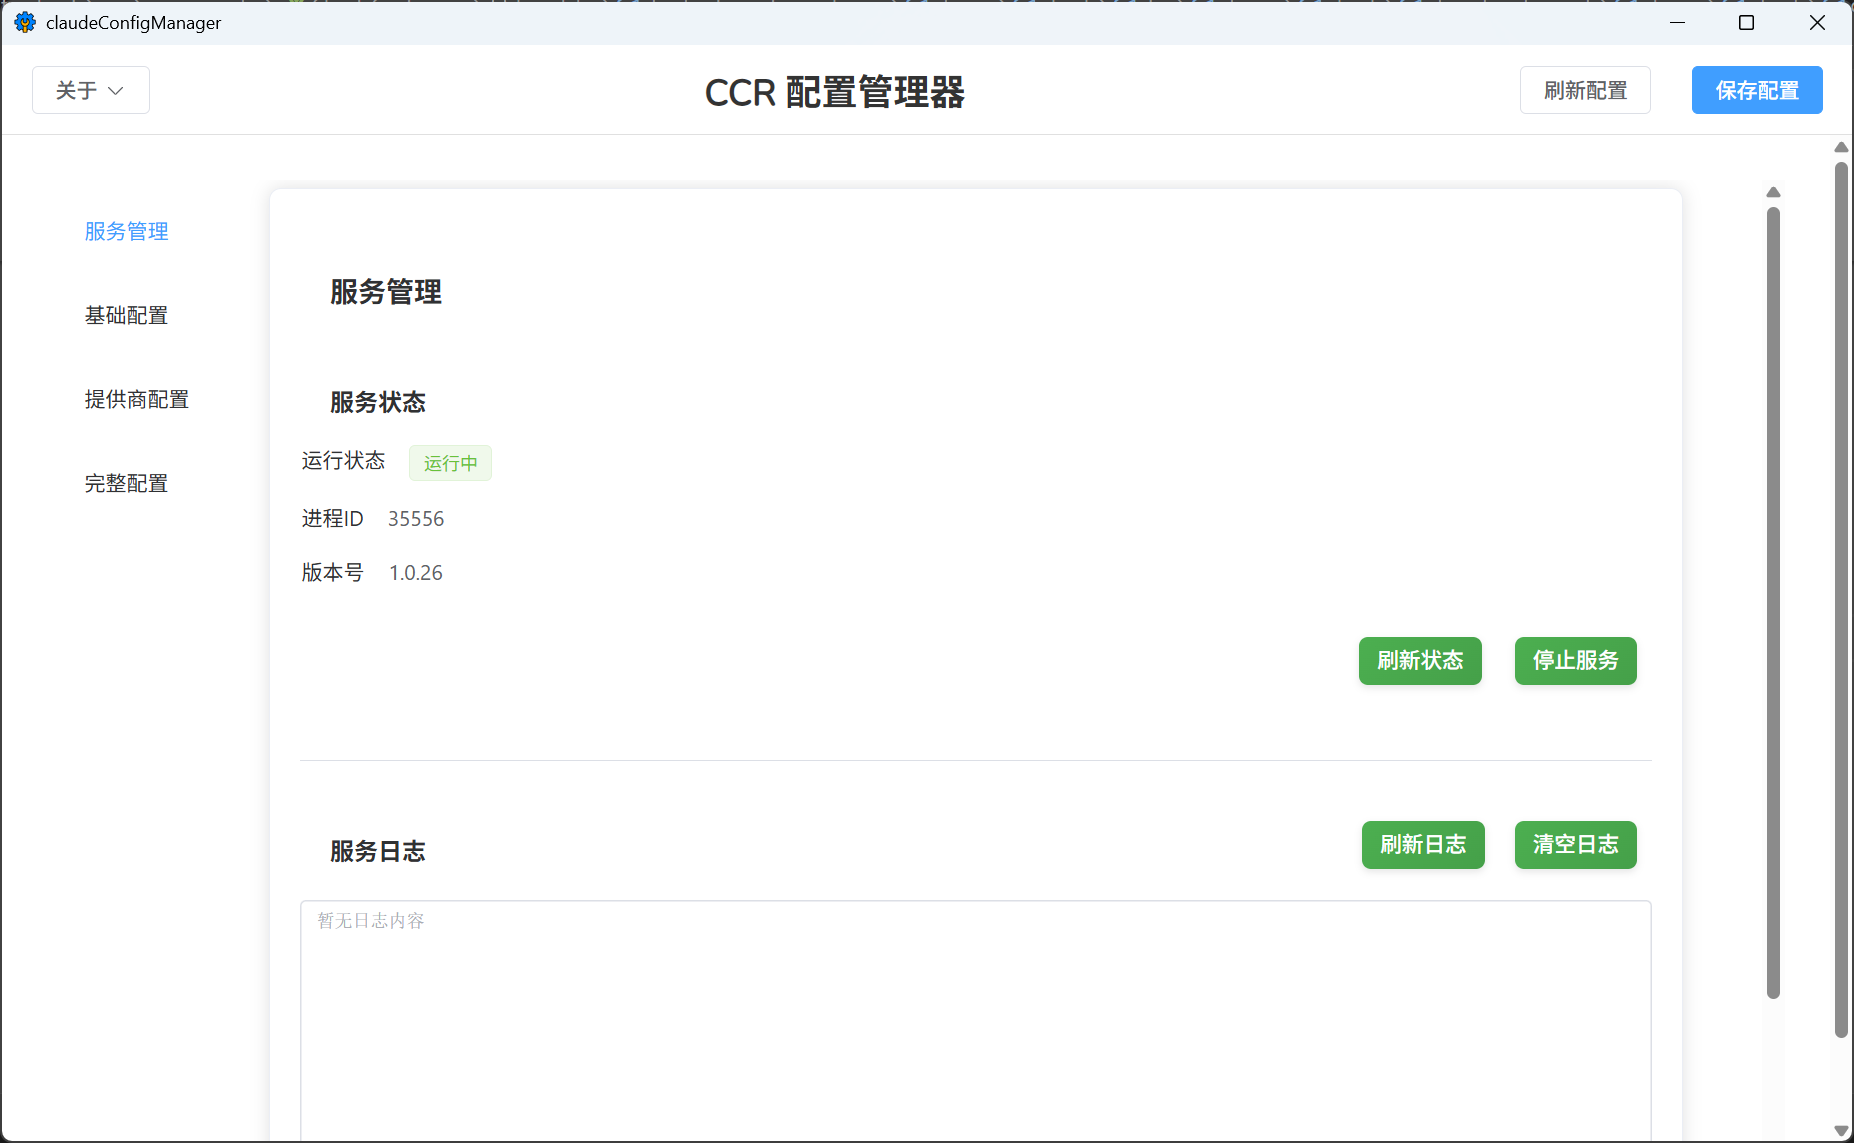 claudeConfigManager
关于
CCR 配置管理器
刷新配置
保存配置
服务管理
基础配置
提供商配置
完整配置
服务管理
服务状态
运行状态 运行中
进程ID 35556
版本号 1.0.26
刷新状态
停止服务
服务日志
刷新日志
清空日志
暂无日志内容